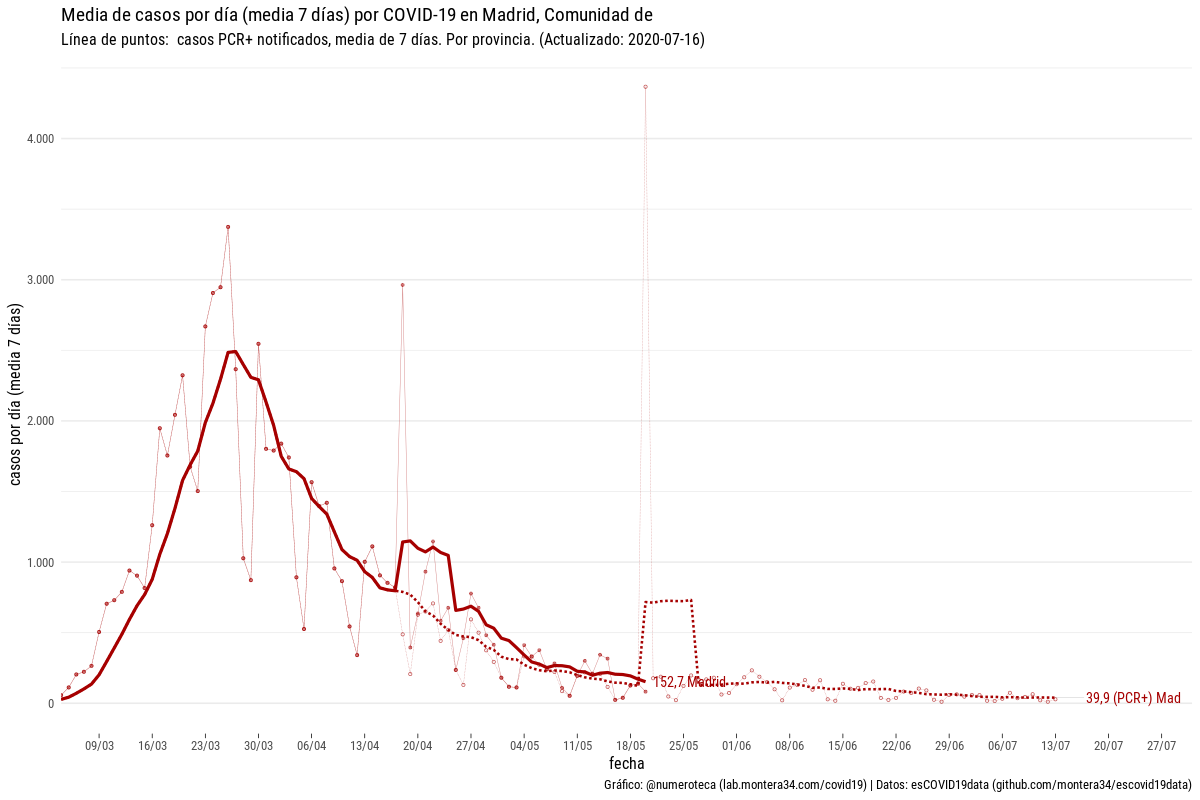 Media de casos por día (media 7 días) por COVID-19 en Madrid, Comunidad de
Línea de puntos:  casos PCR+ notificados, media de 7 días. Por provincia. (Actualizado: 2020-07-16)
casos por día (media 7 días)
4.000
3.000
2.000
1.000
0
152,7 Madrid
39,9 (PCR+) Mad
09/03 16/03 23/03 30/03 06/04 13/04 20/04 27/04 04/05 11/05 18/05 25/05 01/06 08/06 15/06 22/06 29/06 06/07 13/07 20/07 27/07
fecha
Gráfico: @numeroteca (lab.montera34.com/covid19) | Datos: esCOVID19data (github.com/montera34/escovid19data)